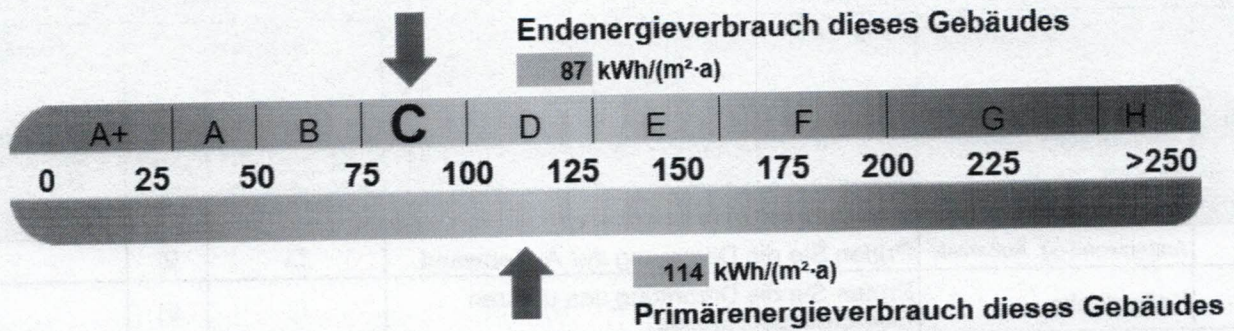 Endenergieverbrauch dieses Gebäudes
87 kWh/(m²·a)
A+ A B C D E F G H
0 25 50 75 100 125 150 175 200 225 >250
114 kWh/(m²·a)
Primärenergieverbrauch dieses Gebäudes